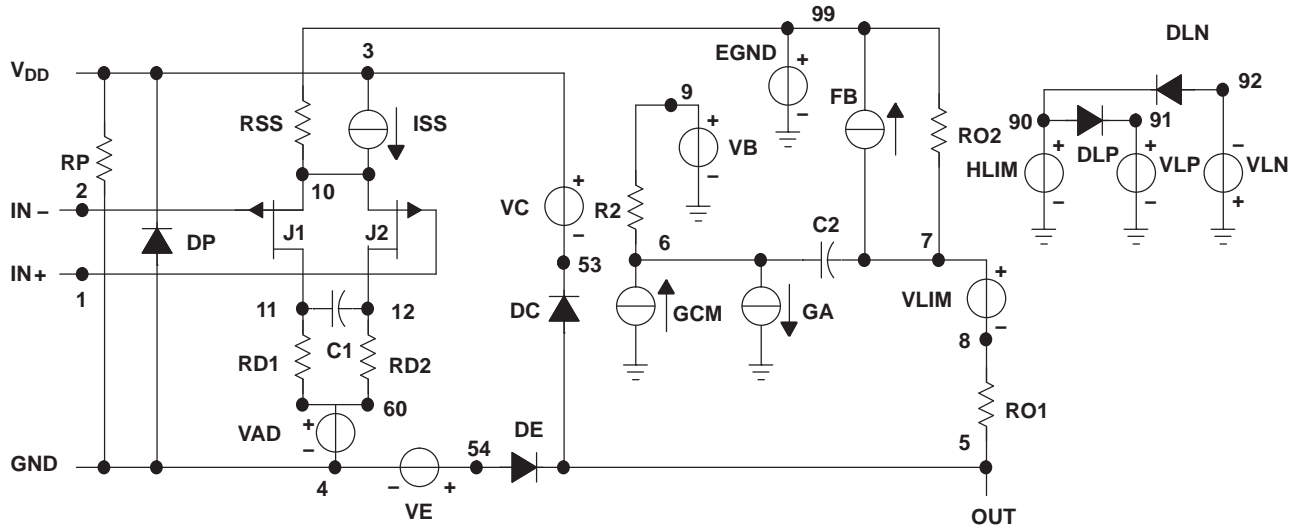 99
DLN
3
EGND
+
–
VDD
9
FB
92
+
–
VB
90
91
RSS
ISS
RO2
DLP
+
–
HLIM
+
–
VLP
–
+
VLN
RP
2
10
IN –
VC
+
–
R2
C2
J1
J2
6
7
DP
IN +
1
53
GCM
GA
VLIM
+
–
11
12
DC
8
C1
RD1
RD2
60
RO1
VAD
+
–
DE
54
5
GND
4
–
+
VE
OUT